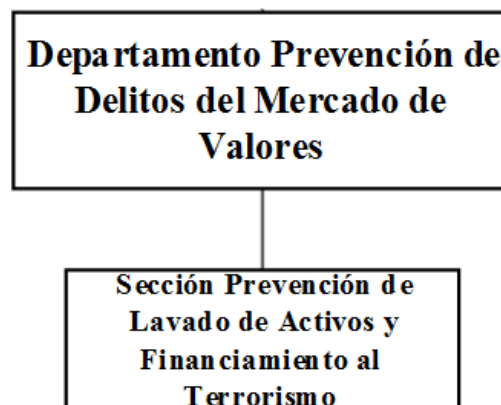 Departamento Prevención de
Delitos del Mercado de
Valores
Sección Prevención de
Lavado de Activos y
Financiamiento al
Terrorismo